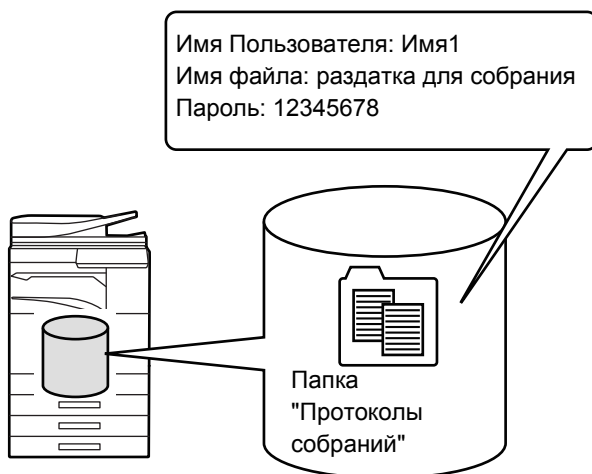 Имя Пользователя: Имя1
Имя файла: раздатка для собрания
Пароль: 12345678
Папка
"Протоколы
собраний"